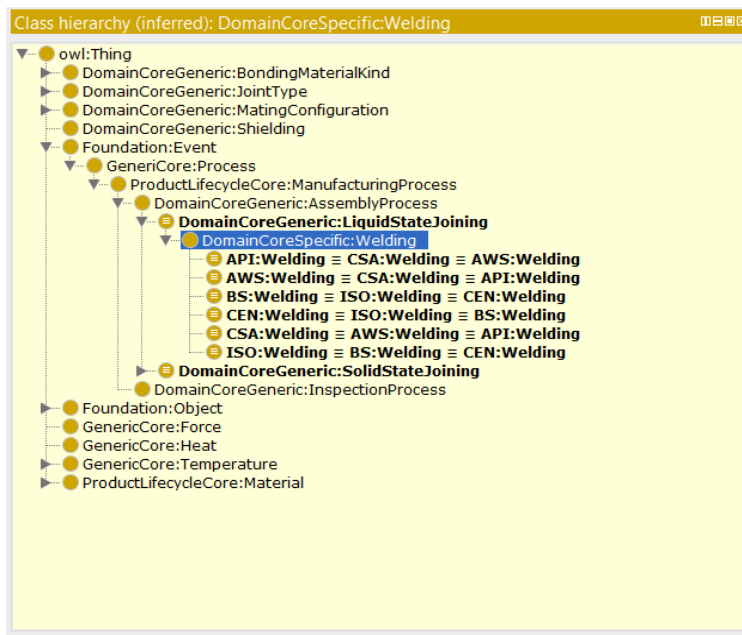 Class hierarchy (inferred): DomainCoreSpecific:Welding
owl:Thing
DomainCoreGeneric:BondingMaterialKind
DomainCoreGeneric:JointType
DomainCoreGeneric:MatingConfiguration
DomainCoreGeneric:Shielding
Foundation:Event
GeneriCore:Process
ProductLifecycleCore:ManufacturingProcess
DomainCoreGeneric:AssemblyProcess
DomainCoreGeneric:LiquidStateJoining
DomainCoreSpecific:Welding
API:Welding ≡ CSA:Welding ≡ AWS:Welding
AWS:Welding ≡ CSA:Welding ≡ API:Welding
BS:Welding ≡ ISO:Welding ≡ CEN:Welding
CEN:Welding ≡ ISO:Welding ≡ BS:Welding
CSA:Welding ≡ AWS:Welding ≡ API:Welding
ISO:Welding ≡ BS:Welding ≡ CEN:Welding
DomainCoreGeneric:SolidStateJoining
DomainCoreGeneric:InspectionProcess
Foundation:Object
GenericCore:Force
GenericCore:Heat
GenericCore:Temperature
ProductLifecycleCore:Material